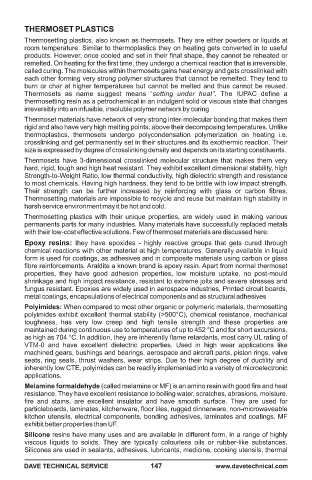 THERMOSET PLASTICS
Thermosetting plastics, also known as thermosets. They are either powders or liquids at
room temperature. Similar to thermoplastics they on heating gets converted in to useful
products. However, once cooled and set in their final shape, they cannot be reheated or
remelted. On heating for the first time, they undergo a chemical reaction that is irreversible,
called curing. The molecules within thermosets gains heat energy and gets crosslinked with
each other forming very strong polymer structures that cannot be remelted. They tend to
burn or char at higher temperatures but cannot be melted and thus cannot be reused.
Thermosets as name suggest means "setting under heat". The IUPAC define a
thermosetting resin as a petrochemical in an indulgent solid or viscous state that changes
irreversibly into an infusible, insoluble polymer network by curing
Thermoset materials have network of very strong inter-molecular bonding that makes them
rigid and also have very high melting points, above their decomposing temperatures. Unlike
thermoplastics, thermosets undergo polycondensation polymerization on heating i.e.
crosslinking and get permanently set in their structures and its exothermic reaction. Their
size is expressed by degree of crosslinking density and depends on its starting constituents.
Thermosets have 3-dimensional crosslinked molecular structure that makes them very
hard, rigid, tough and high heat resistant. They exhibit excellent dimensional stability, high
Strength-to-Weight Ratio, low thermal conductivity, high dielectric strength and resistance
to most chemicals. Having high hardness, they tend to be brittle with low impact strength.
Their strength can be further increased by reinforcing with glass or carbon fibres.
Thermosetting materials are impossible to recycle and reuse but maintain high stability in
harsh service environment may it be hot and cold.
Thermosetting plastics with their unique properties, are widely used in making various
permanents parts for many industries. Many materials have successfully replaced metals
with their low-cost effective solutions. Few of thermoset materials are discussed here:
Epoxy resins: they have epoxides - highly reactive groups that gets cured through
chemical reactions with other material at high temperatures. Generally available in liquid
form is used for coatings, as adhesives and in composite materials using carbon or glass
fibre reinforcements. Araldite a known brand is epoxy resin. Apart from normal thermoset
properties, they have good adhesion properties, low moisture uptake, no post-mould
shrinkage and high impact resistance, resistant to extreme jolts and severe stresses and
fungus resistant. Epoxies are widely used in aerospace industries, Printed circuit boards,
metal coatings, encapsulations of electrical components and as structural adhesives
Polyimides: When compared to most other organic or polymeric materials, thermosetting
polyimides exhibit excellent thermal stability (>500°C), chemical resistance, mechanical
toughness, has very low creep and high tensile strength and these properties are
maintained during continuous use to temperatures of up to 452 °C and for short excursions,
as high as 704 °C. In addition, they are inherently flame retardants, most carry UL rating of
VTM-0 and have excellent dielectric properties. Used in high wear applications like
machined gears, bushings and bearings, aerospace and aircraft parts, piston rings, valve
seats, ring seals, thrust washers, wear strips. Due to their high degree of ductility and
inherently low CTE, polyimides can be readily implemented into a variety of microelectronic
applications.
Melamine formaldehyde (called melamine or MF) is an amino resin with good fire and heat
resistance. They have excellent resistance to boiling water, scratches, abrasions, moisture,
fire and stains, are excellent insulator and have smooth surface. They are used for
particleboards, laminates, kitchenware, floor tiles, rugged dinnerware, non-microwaveable
kitchen utensils, electrical components, bonding adhesives, laminates and coatings. MF
exhibit better properties than UF.
Silicone resins have many uses and are available in different form, in a range of highly
viscous liquids to solids. They are typically colourless oils or rubber-like substances.
Silicones are used in sealants, adhesives, lubricants, medicine, cooking utensils, thermal
DAVE TECHNICAL SERVICE 147 www.davetechnical.com